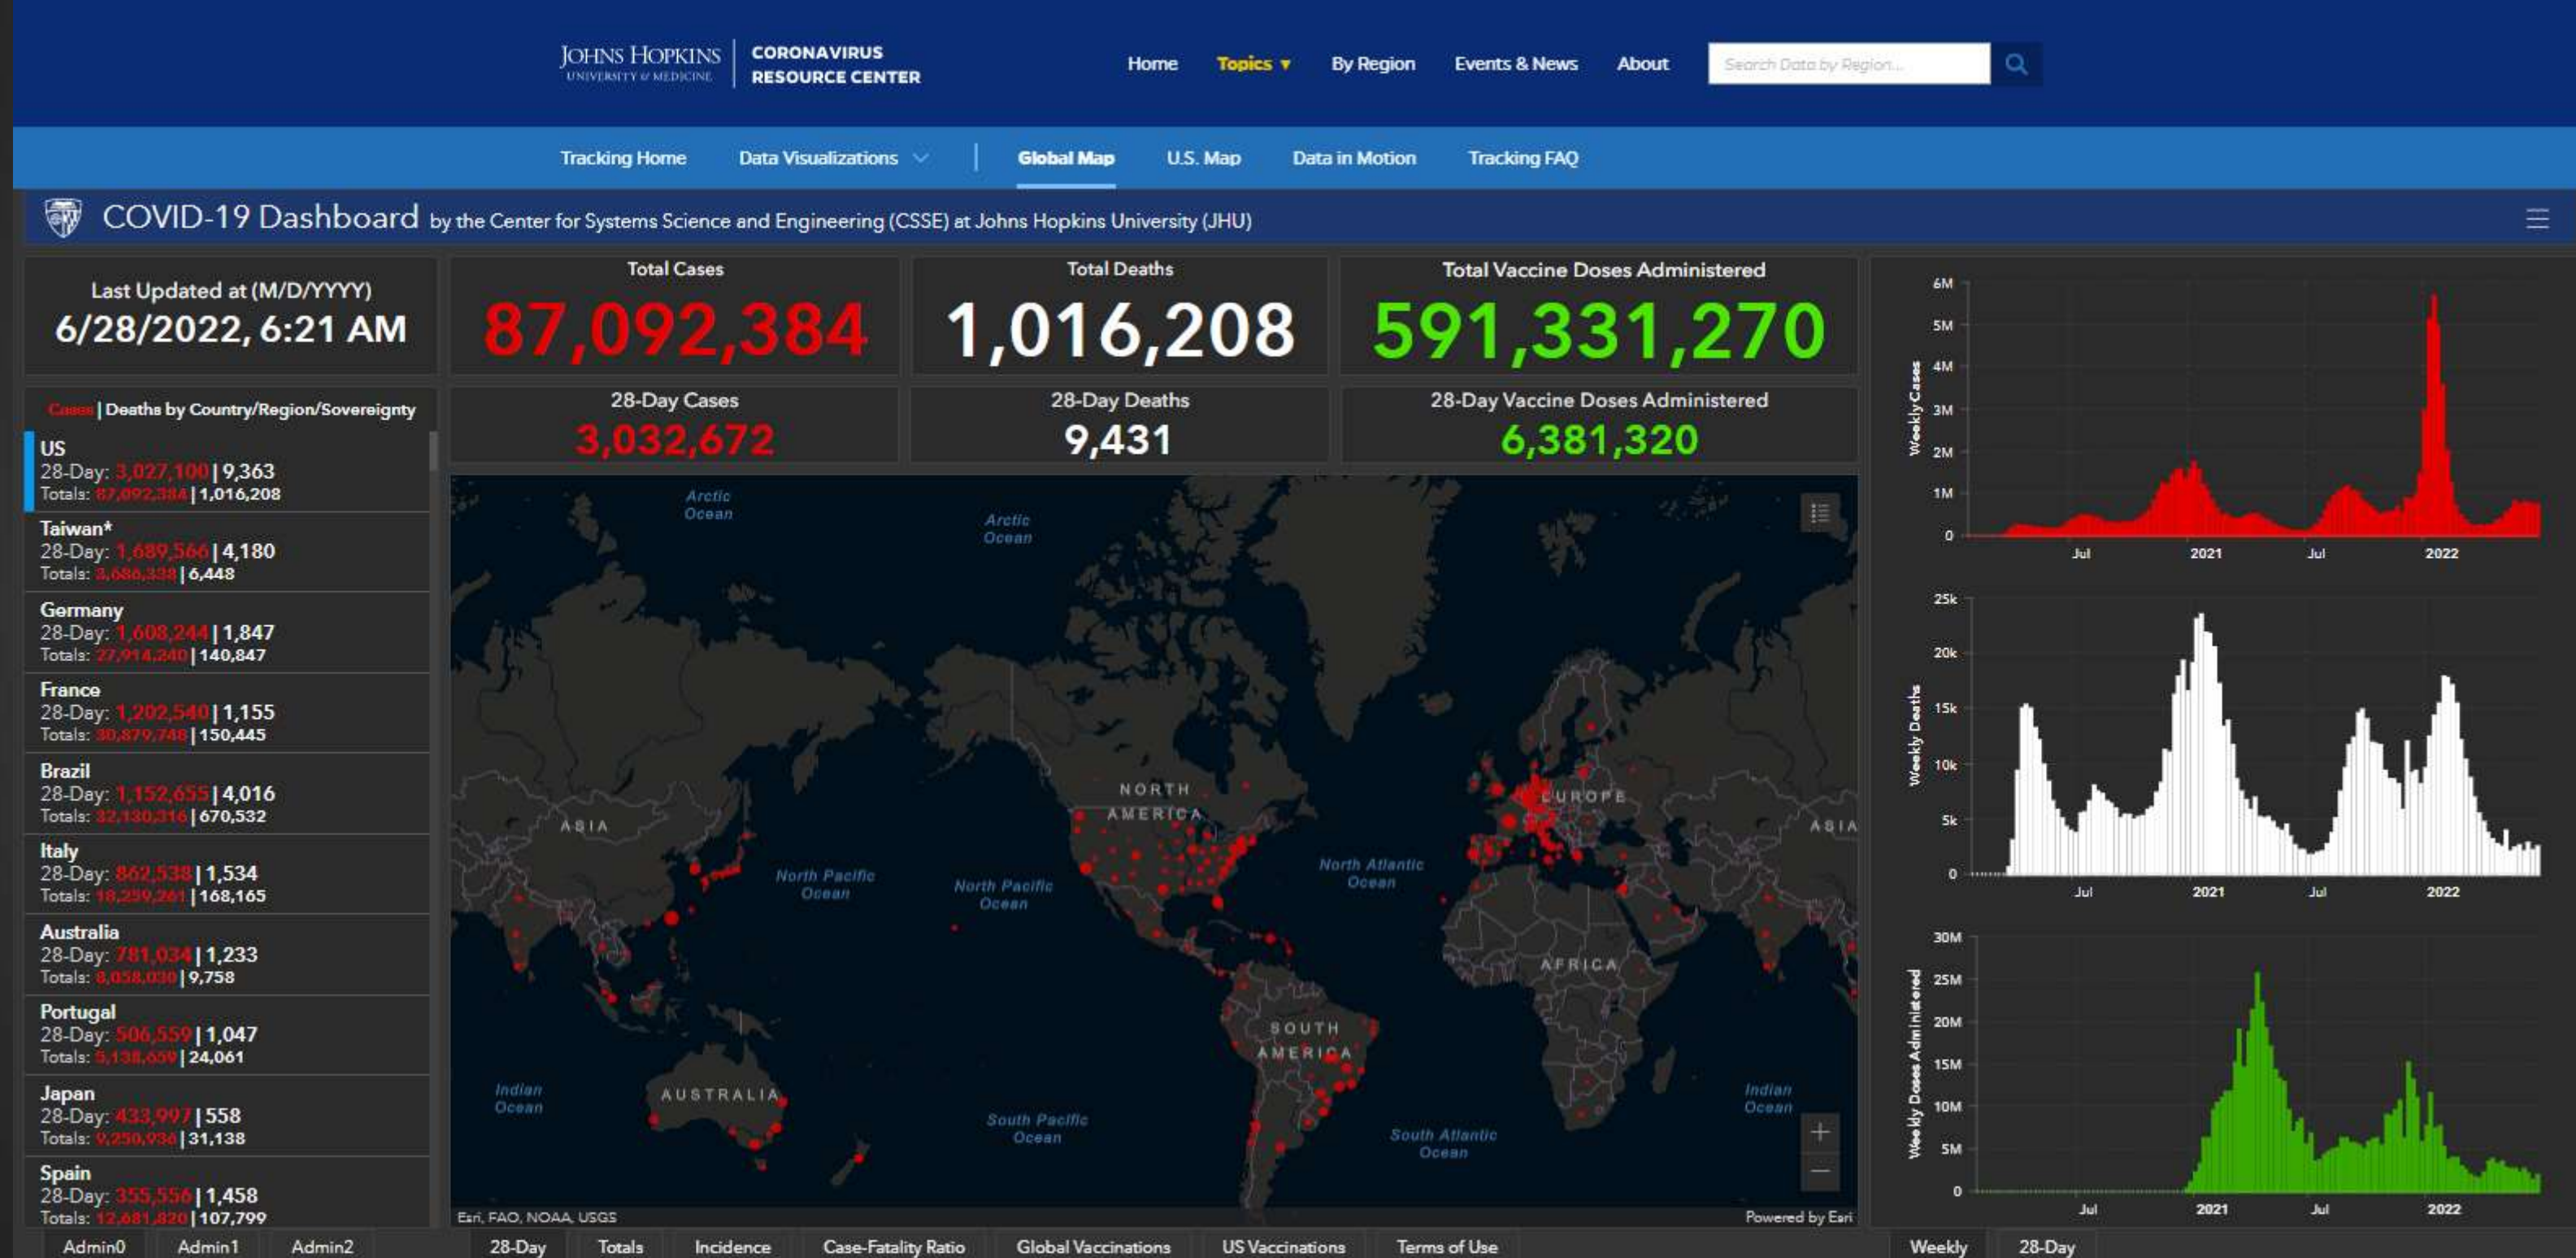 JOHNS HOPKINS
UNIVERSITY & MEDICINE
CORONAVIRUS
RESOURCE CENTER
Home
Topics ▼
By Region
Events & News
About
Search Data by Region...
Tracking Home
Data Visualizations
Global Map
U.S. Map
Data in Motion
Tracking FAQ
COVID-19 Dashboard by the Center for Systems Science and Engineering (CSSE) at Johns Hopkins University (JHU)
Last Updated at (M/D/YYYY)
6/28/2022, 6:21 AM
Total Cases
87,092,384
Total Deaths
1,016,208
Total Vaccine Doses Administered
591,331,270
28-Day Cases
3,032,672
28-Day Deaths
9,431
28-Day Vaccine Doses Administered
6,381,320
Cases | Deaths by Country/Region/Sovereignty
US
28-Day: 3,027,100 | 9,363
Totals: 87,092,384 | 1,016,208
Taiwan*
28-Day: 1,689,566 | 4,180
Totals: 3,686,338 | 6,448
Germany
28-Day: 1,608,244 | 1,847
Totals: 27,914,240 | 140,847
France
28-Day: 1,202,540 | 1,155
Totals: 30,879,748 | 150,445
Brazil
28-Day: 1,152,655 | 4,016
Totals: 32,130,316 | 670,532
Italy
28-Day: 862,538 | 1,534
Totals: 18,259,261 | 168,165
Australia
28-Day: 781,034 | 1,233
Totals: 8,058,030 | 9,758
Portugal
28-Day: 506,559 | 1,047
Totals: 5,138,659 | 24,061
Japan
28-Day: 433,997 | 558
Totals: 9,250,936 | 31,138
Spain
28-Day: 355,556 | 1,458
Totals: 12,681,820 | 107,799
Admin0
Admin1
Admin2
Arctic
Ocean
Arctic
Ocean
NORTH
AMERICA
EUROPE
ASIA
ASIA
North Pacific
Ocean
North Pacific
Ocean
North Atlantic
Ocean
AFRICA
SOUTH
AMERICA
Indian
Ocean
AUSTRALIA
South Pacific
Ocean
South Atlantic
Ocean
Indian
Ocean
+
−
Esri, FAO, NOAA, USGS
Powered by Esri
28-Day
Totals
Incidence
Case-Fatality Ratio
Global Vaccinations
US Vaccinations
Terms of Use
Weekly Cases
6M
5M
4M
3M
2M
1M
0
Jul
2021
Jul
2022
Weekly Deaths
25k
20k
15k
10k
5k
0
Jul
2021
Jul
2022
Weekly Doses Administered
30M
25M
20M
15M
10M
5M
0
Jul
2021
Jul
2022
Weekly
28-Day